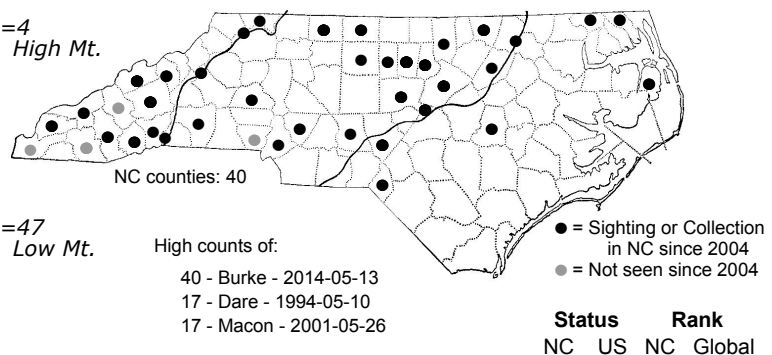 =4
High Mt.
NC counties: 40
=47
Low Mt.
High counts of:
40 - Burke - 2014-05-13
17 - Dare - 1994-05-10
17 - Macon - 2001-05-26
● = Sighting or Collection
in NC since 2004
● = Not seen since 2004
Status Rank
NC US NC Global